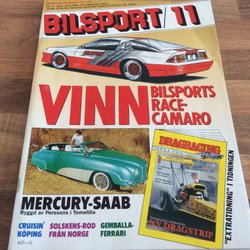 BILSPORT 11
VINN BILSPORTS
RACE-
CAMARO
MERCURY-SAAB
Byggd av Perssons i Tomelilla
CRUISIN'
KÖPING
SOLSKENS-ROD
FRÅN NORGE
GEMBALLA-
FERRARI
DRAGRACING
NY DRAGSTRIP
"EXTRATIDNING" I TIDNINGEN